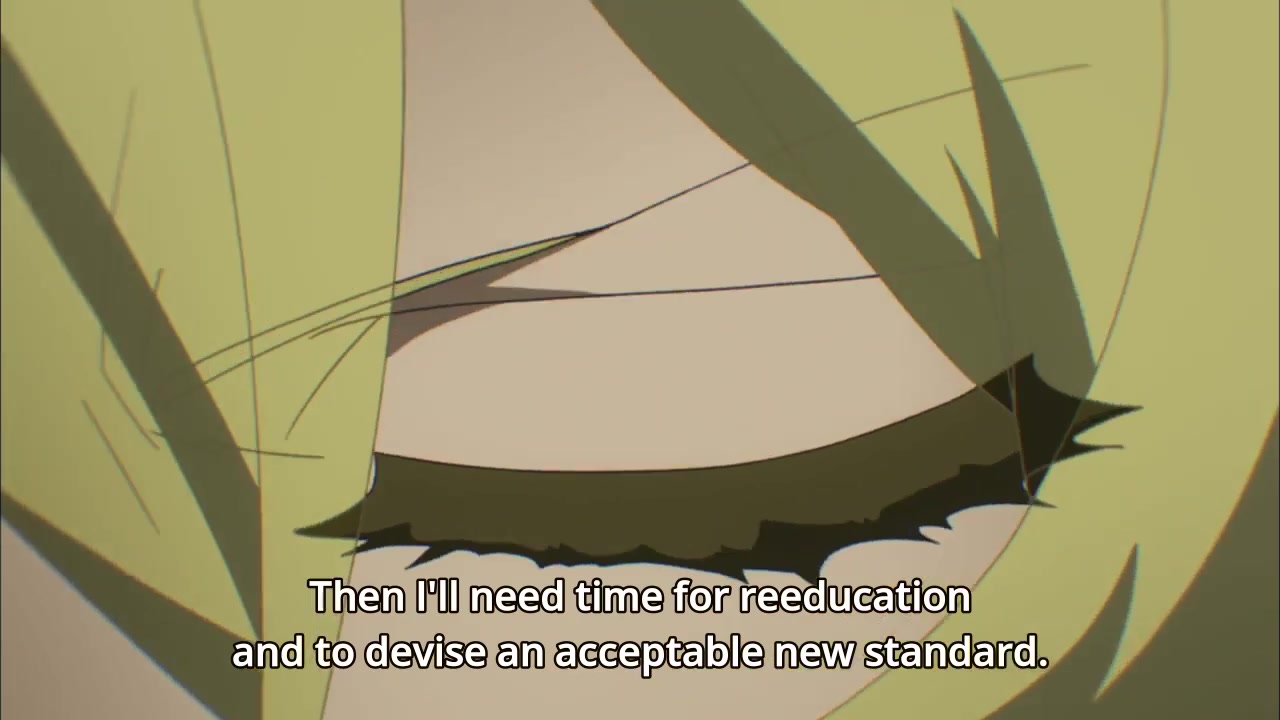 Then I'll need time for reeducation
and to devise an acceptable new standard.